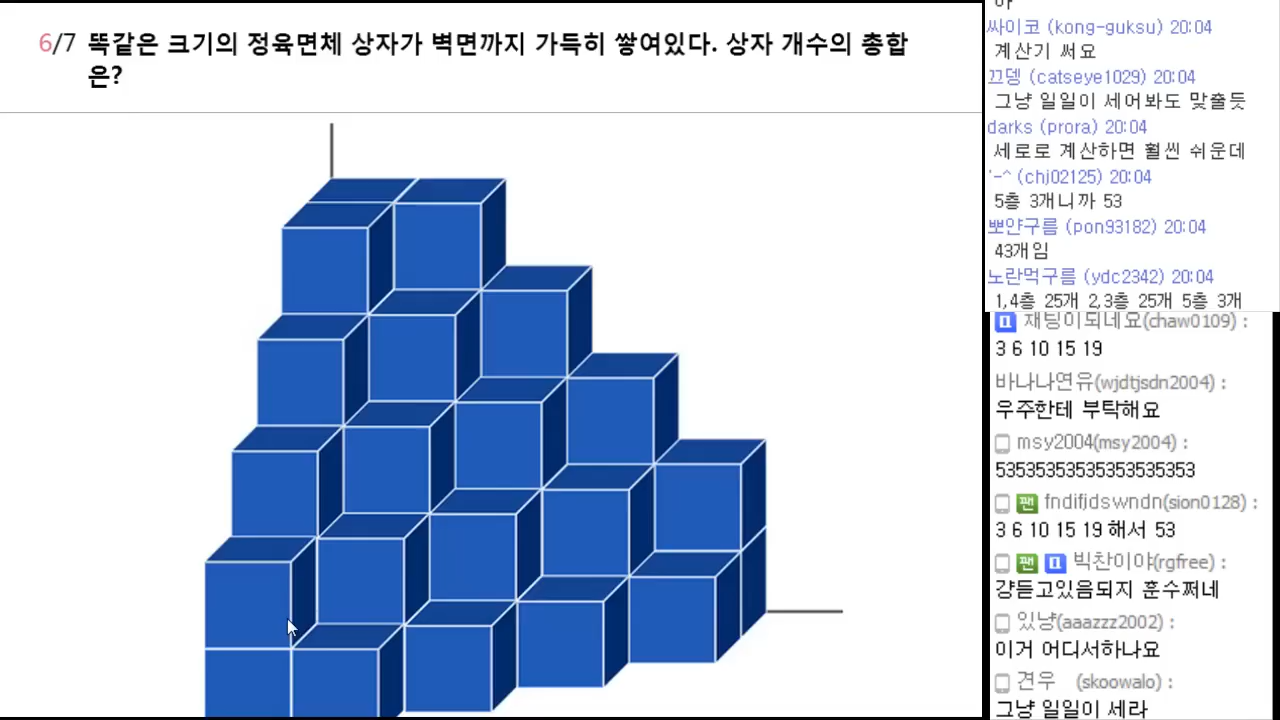 6/7 똑같은 크기의 정육면체 상자가 벽면까지 가득히 쌓여있다. 상자 개수의 총합
은?
싸이코 (kong-guksu) 20:04
계산기 써요
끄뎅 (catseye1029) 20:04
그냥 일일이 세어봐도 맞출듯
darks (prora) 20:04
세로로 계산하면 훨씬 쉬운데
'-^ (chj02125) 20:04
5층 3개니까 53
뽀얀구름 (pon93182) 20:04
43개임
노란먹구름 (ydc2342) 20:04
1,4층 25개 2,3층 25개 5층 3개
채팅이되네요(chaw0109) :
3 6 10 15 19
바나나연유(wjdtjsdn2004) :
우주한테 부탁해요
msy2004(msy2004) :
53535353535353535353
팬 fndifjdswndn(sion0128) :
3 6 10 15 19 해서 53
팬 빅찬이야(rgfree) :
걍듣고있음되지 훈수쩌네
있냥(aaazzz2002) :
이거 어디서하나요
견우 (skoowalo) :
그냥 일일이 세라